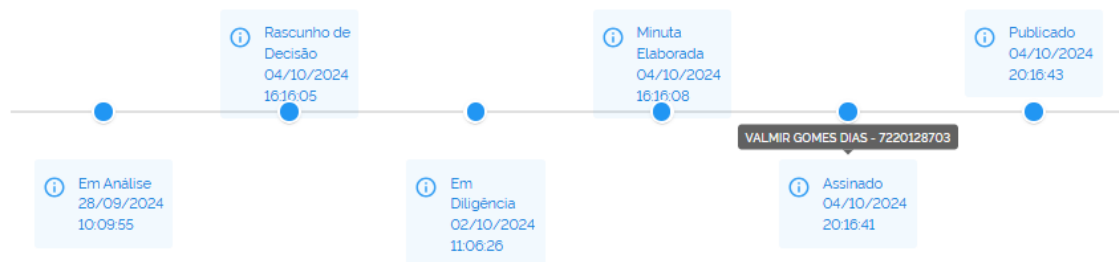 Rascunho de
Decisão
04/10/2024
16:16:05
Minuta
Elaborada
04/10/2024
16:16:08
Publicado
04/10/2024
20:16:43
VALMIR GOMES DIAS - 7220128703
Em Análise
28/09/2024
10:09:55
Em
Diligência
02/10/2024
11:06:26
Assinado
04/10/2024
20:16:41